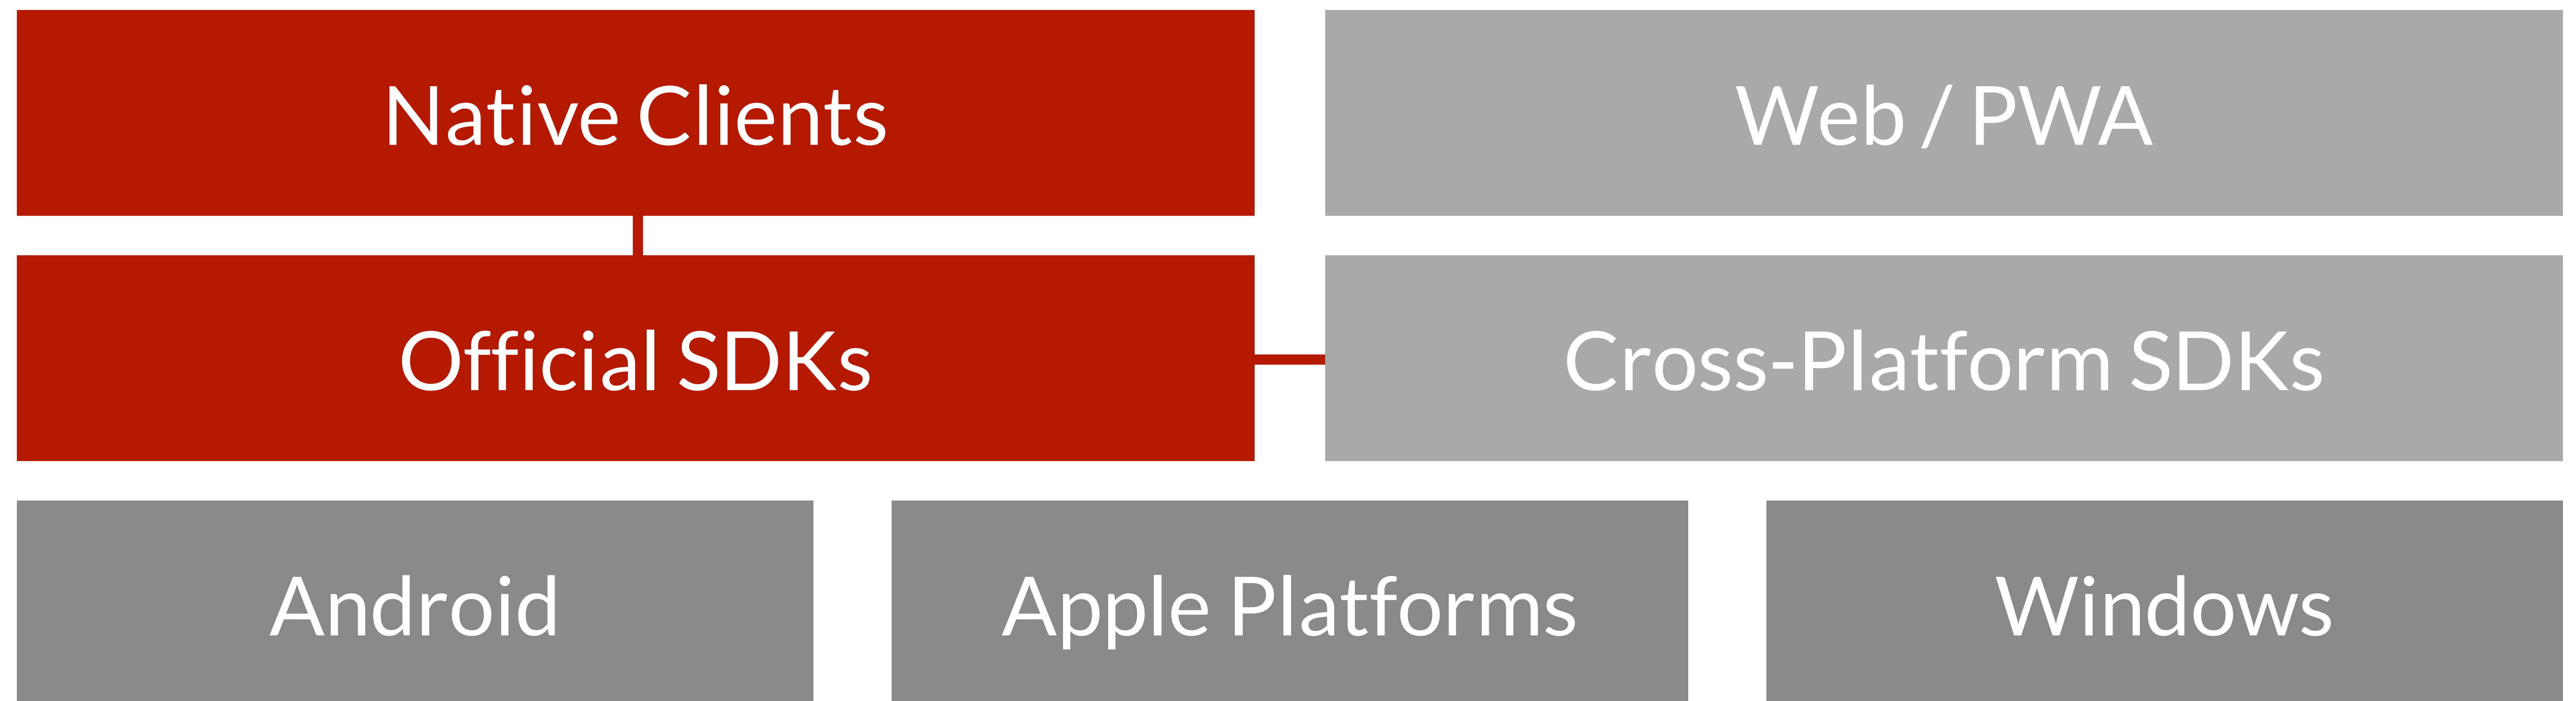 Native Clients
Web / PWA
Official SDKs
Cross-Platform SDKs
Android
Apple Platforms
Windows